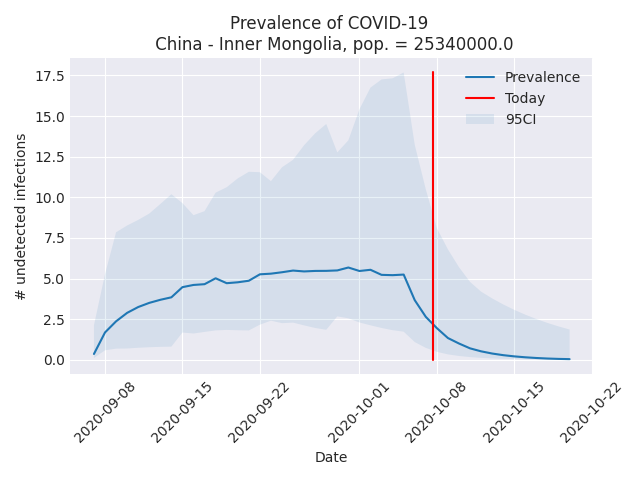 Prevalence of COVID-19
China - Inner Mongolia, pop. = 25340000.0
17.5
15.0
12.5
10.0
7.5
5.0
2.5
0.0
# undetected infections
Prevalence
Today
95CI
2020-09-08
2020-09-15
2020-09-22
2020-10-01
2020-10-08
2020-10-15
2020-10-22
Date